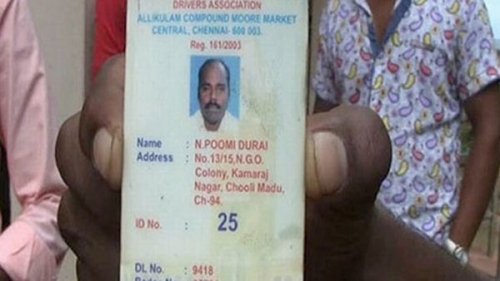 DRIVERS ASSOCIATION
ALLIKULAM COMPOUND MOORE MARKET
CENTRAL, CHENNAI- 600 003.
Reg. 161/2003
Name : N.POOMI DURAI
Address : No.13/15,N.G.O.
Colony, Kamaraj
Nagar, Chooli Madu,
Ch-94.
ID No. : 25
DL No. : 9418